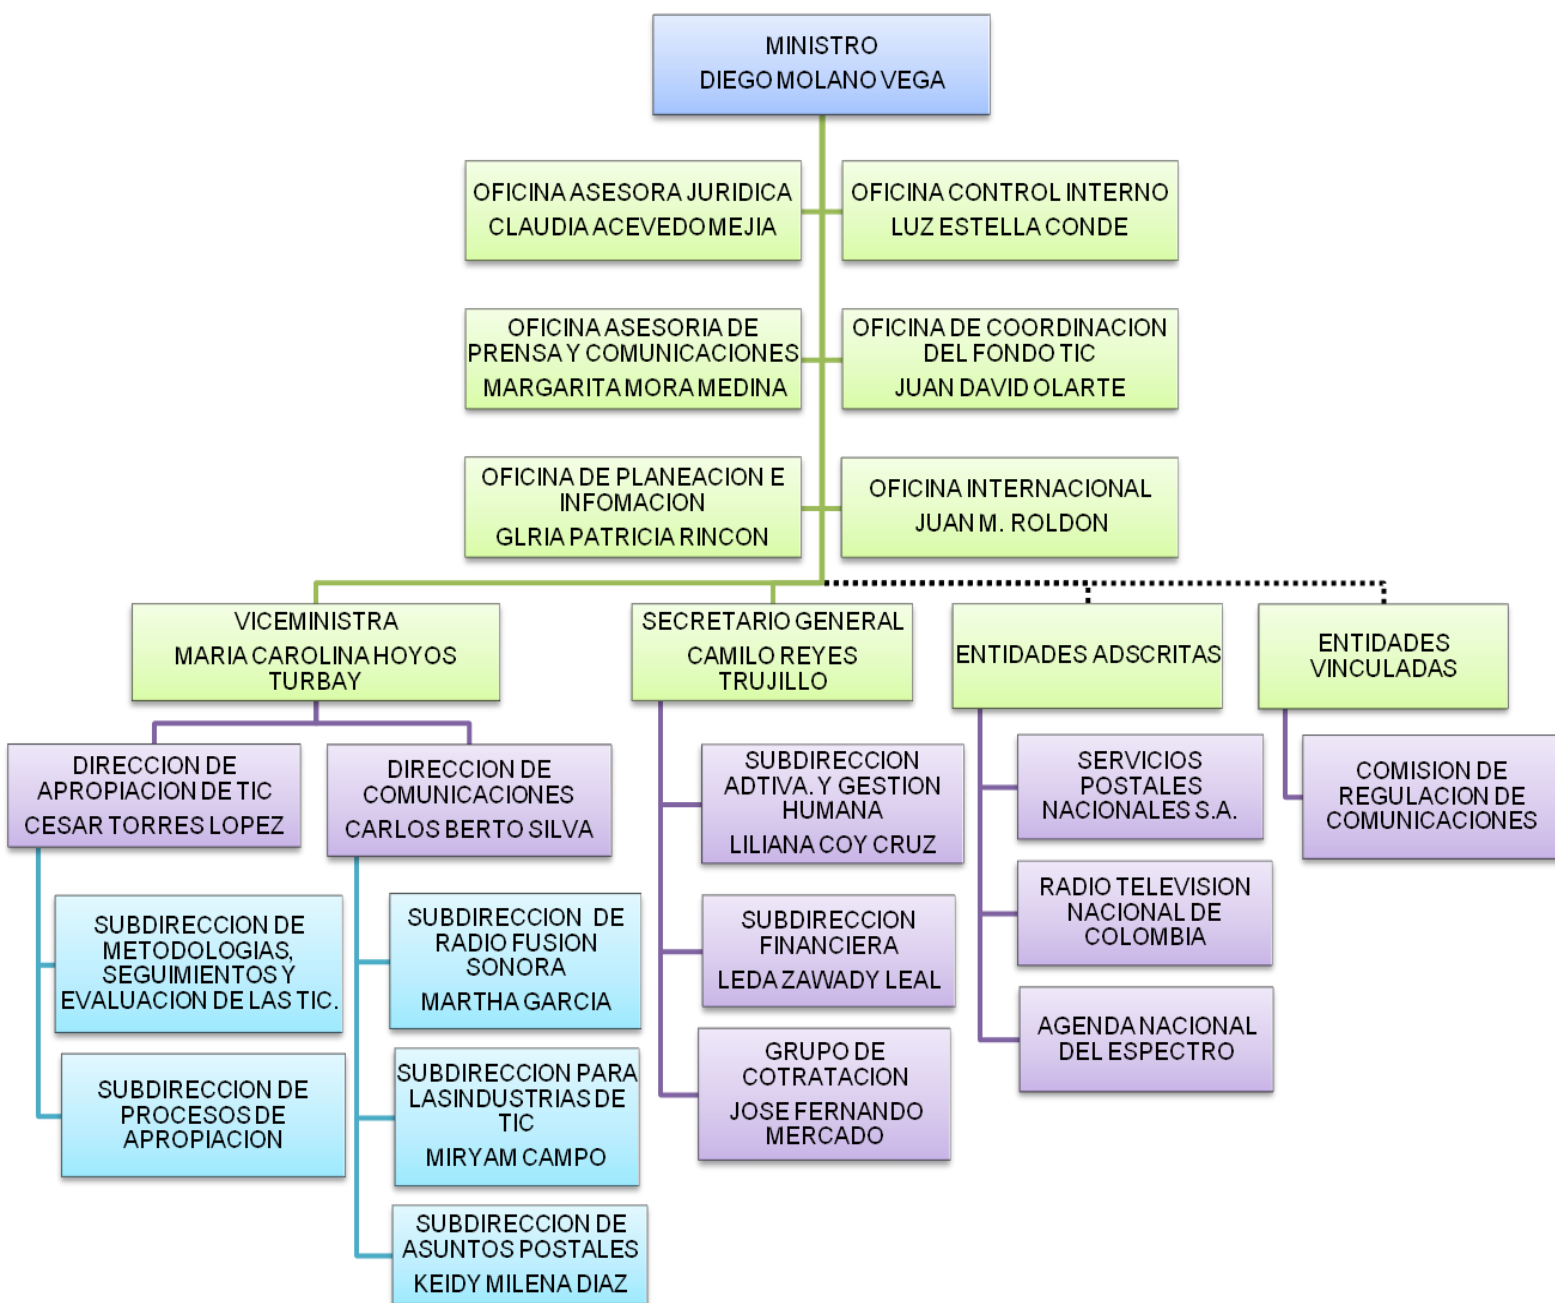 MINISTRO
DIEGO MOLANO VEGA
OFICINA ASESORA JURIDICA
CLAUDIA ACEVEDO MEJIA
OFICINA CONTROL INTERNO
LUZ ESTELLA CONDE
OFICINA ASESORIA DE
PRENSA Y COMUNICACIONES
MARGARITA MORA MEDINA
OFICINA DE COORDINACION
DEL FONDO TIC
JUAN DAVID OLARTE
OFICINA DE PLANEACION E
INFOMACION
GLRIA PATRICIA RINCON
OFICINA INTERNACIONAL
JUAN M. ROLDON
VICEMINISTRA
MARIA CAROLINA HOYOS
TURBAY
SECRETARIO GENERAL
CAMILO REYES
TRUJILLO
ENTIDADES ADSCRITAS
ENTIDADES
VINCULADAS
DIRECCION DE
APROPIACION DE TIC
CESAR TORRES LOPEZ
DIRECCION DE
COMUNICACIONES
CARLOS BERTO SILVA
SUBDIRECCION
ADTIVA. Y GESTION
HUMANA
LILIANA COY CRUZ
SERVICIOS
POSTALES
NACIONALES S.A.
COMISION DE
REGULACION DE
COMUNICACIONES
SUBDIRECCION DE
METODOLOGIAS,
SEGUIMIENTOS Y
EVALUACION DE LAS TIC.
SUBDIRECCION DE
RADIO FUSION
SONORA
MARTHA GARCIA
SUBDIRECCION
FINANCIERA
LEDA ZAWADY LEAL
RADIO TELEVISION
NACIONAL DE
COLOMBIA
SUBDIRECCION DE
PROCESOS DE
APROPIACION
SUBDIRECCION PARA
LASINDUSTRIAS DE
TIC
MIRYAM CAMPO
GRUPO DE
COTRATACION
JOSE FERNANDO
MERCADO
AGENDA NACIONAL
DEL ESPECTRO
SUBDIRECCION DE
ASUNTOS POSTALES
KEIDY MILENA DIAZ